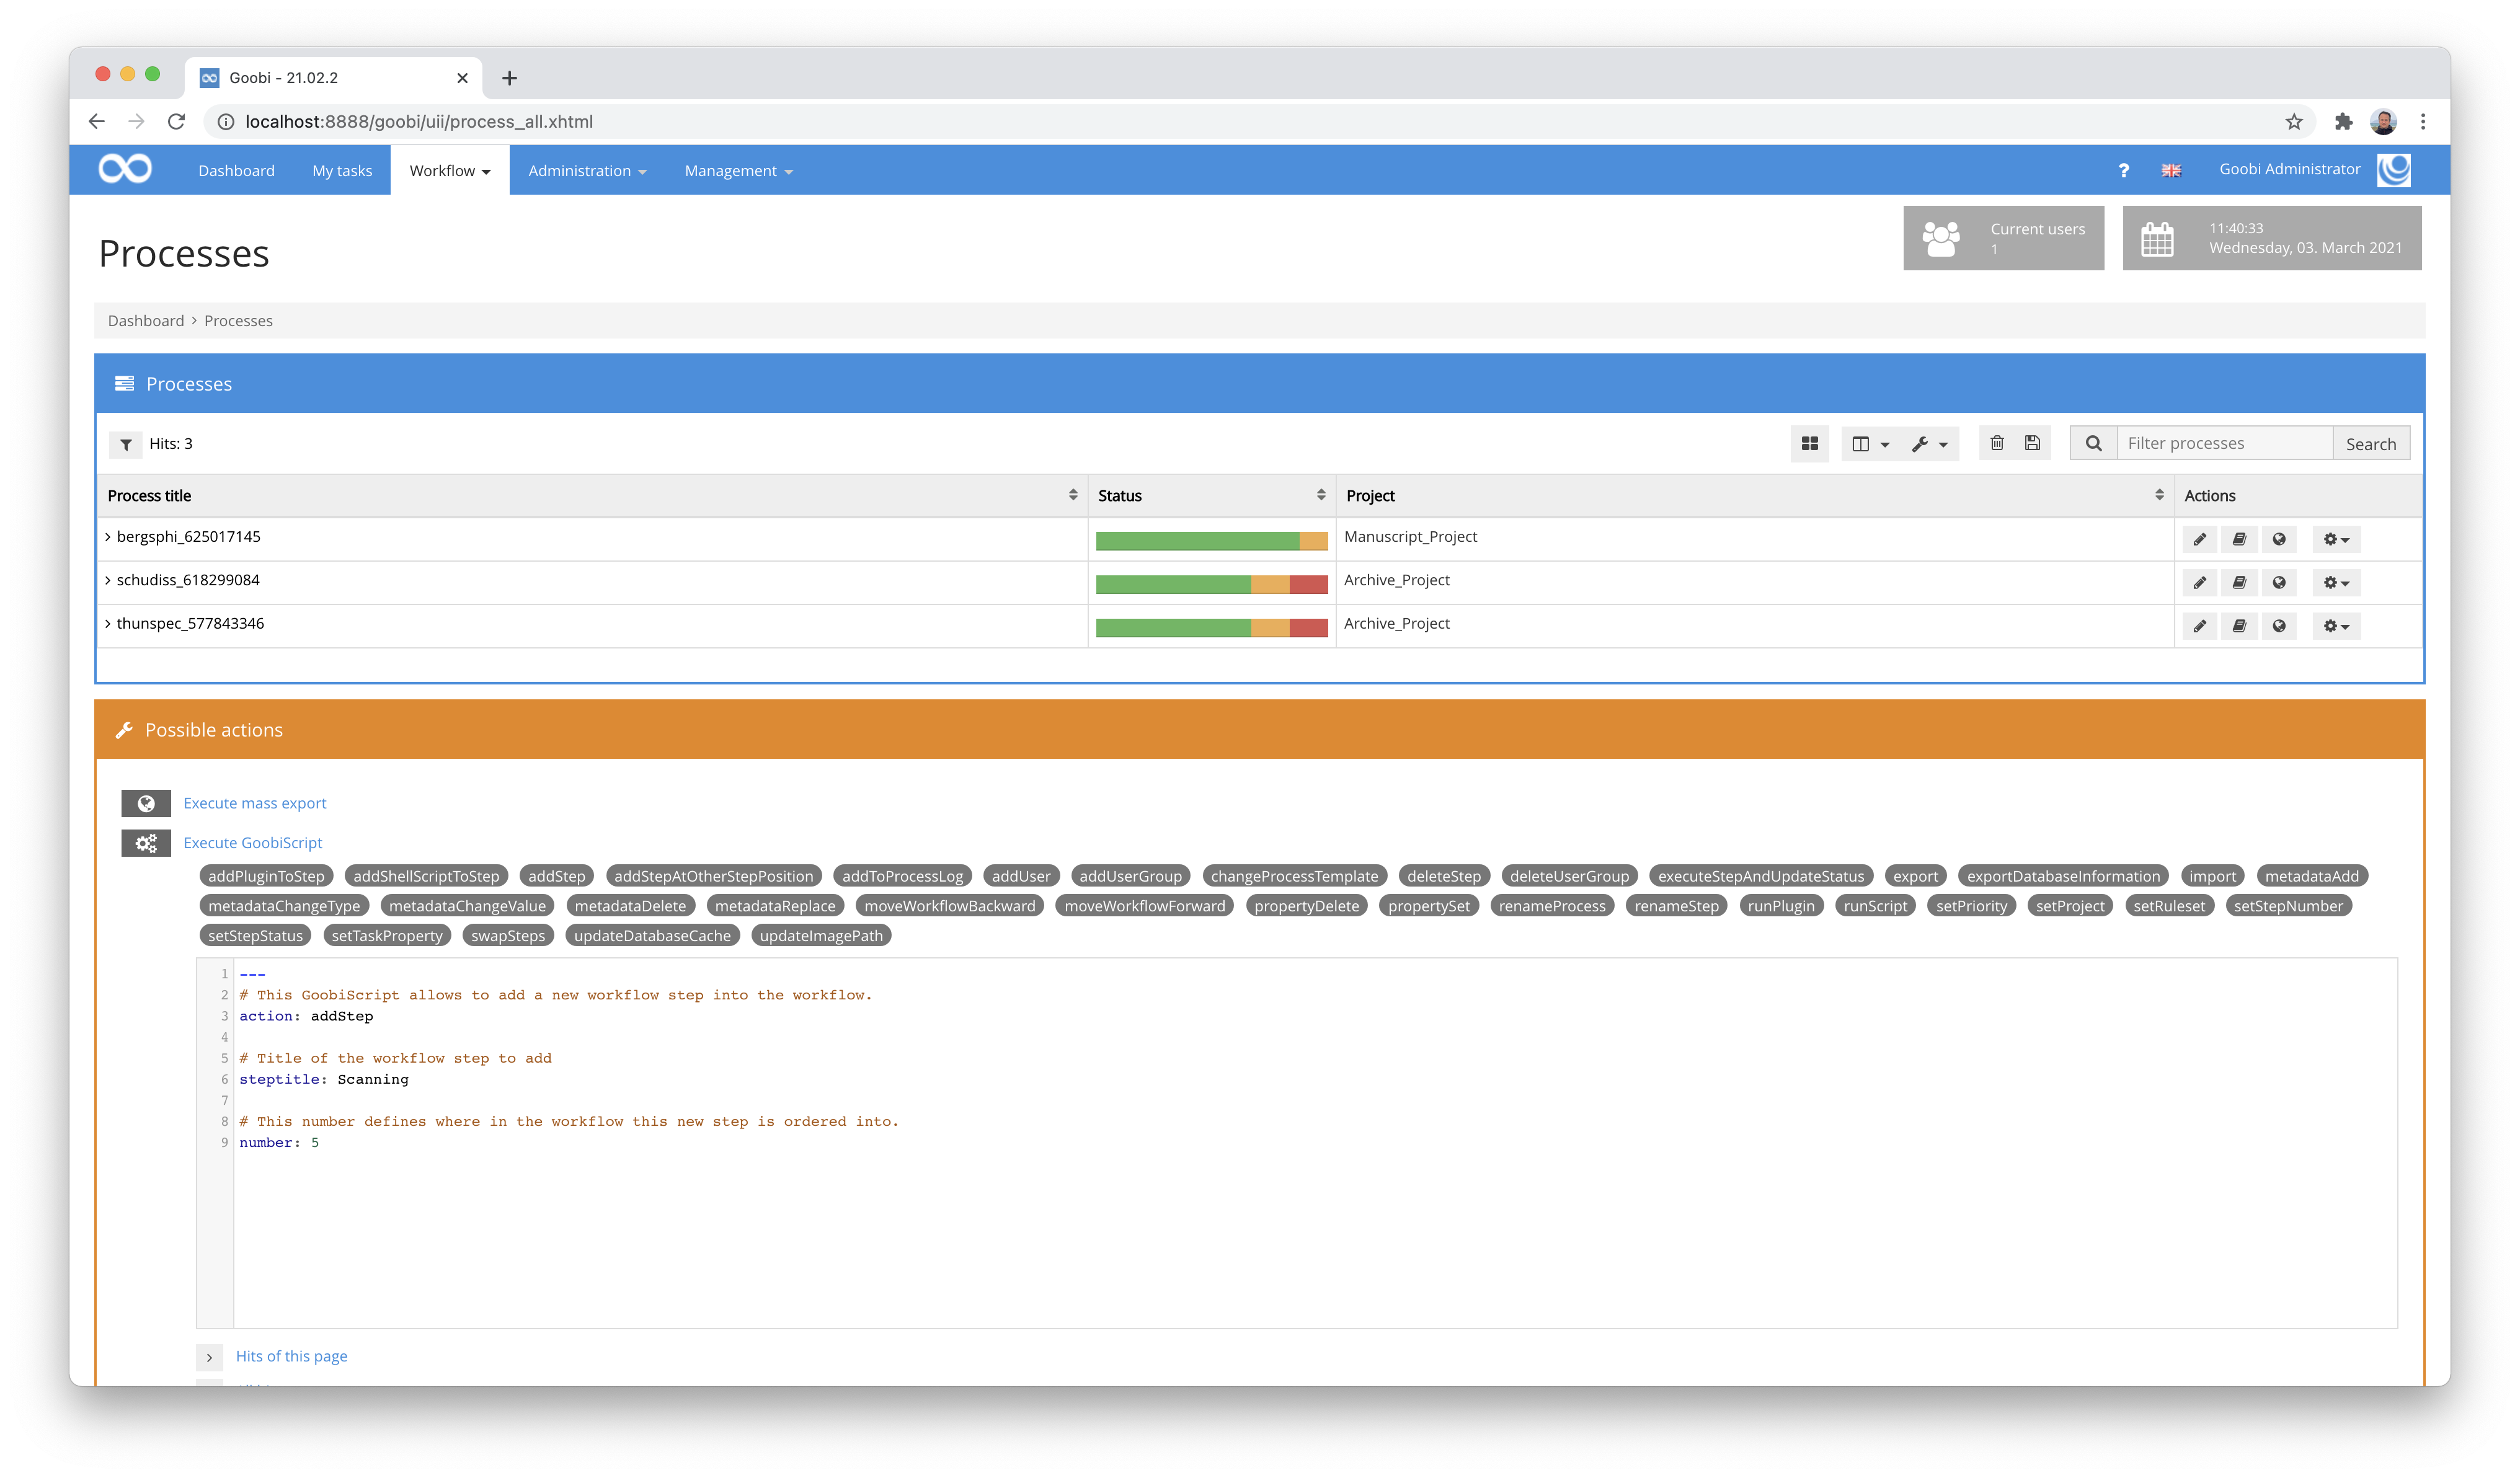 Goobi - 21.02.2
localhost:8888/goobi/uii/process_all.xhtml
Dashboard My tasks Workflow Administration Management ? Goobi Administrator
Processes
Current users
1
11:40:33
Wednesday, 03. March 2021
Dashboard > Processes
Processes
Hits: 3
Filter processes Search
Process title Status Project Actions
bergsphi_625017145 Manuscript_Project
schudiss_618299084 Archive_Project
thunspec_577843346 Archive_Project
Possible actions
Execute mass export
Execute GoobiScript
addPluginToStep addShellScriptToStep addStep addStepAtOtherStepPosition addToProcessLog addUser addUserGroup changeProcessTemplate deleteStep deleteUserGroup executeStepAndUpdateStatus export exportDatabaseInformation import metadataAdd
metadataChangeType metadataChangeValue metadataDelete metadataReplace moveWorkflowBackward moveWorkflowForward propertyDelete propertySet renameProcess renameStep runPlugin runScript setPriority setProject setRuleset setStepNumber
setStepStatus setTaskProperty swapSteps updateDatabaseCache updateImagePath
1 ---
2 # This GoobiScript allows to add a new workflow step into the workflow.
3 action: addStep
4
5 # Title of the workflow step to add
6 steptitle: Scanning
7
8 # This number defines where in the workflow this new step is ordered into.
9 number: 5
Hits of this page